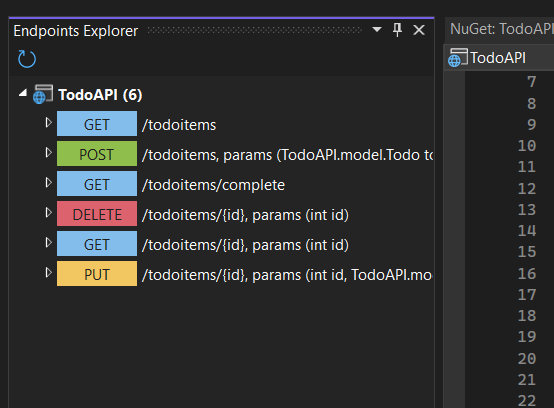 Endpoints Explorer
TodoAPI (6)
GET /todoitems
POST /todoitems, params (TodoAPI.model.Todo to
GET /todoitems/complete
DELETE /todoitems/{id}, params (int id)
GET /todoitems/{id}, params (int id)
PUT /todoitems/{id}, params (int id, TodoAPI.mo
NuGet: TodoAPI
TodoAPI
7
8
9
10
11
12
13
14
15
16
17
18
19
20
21
22